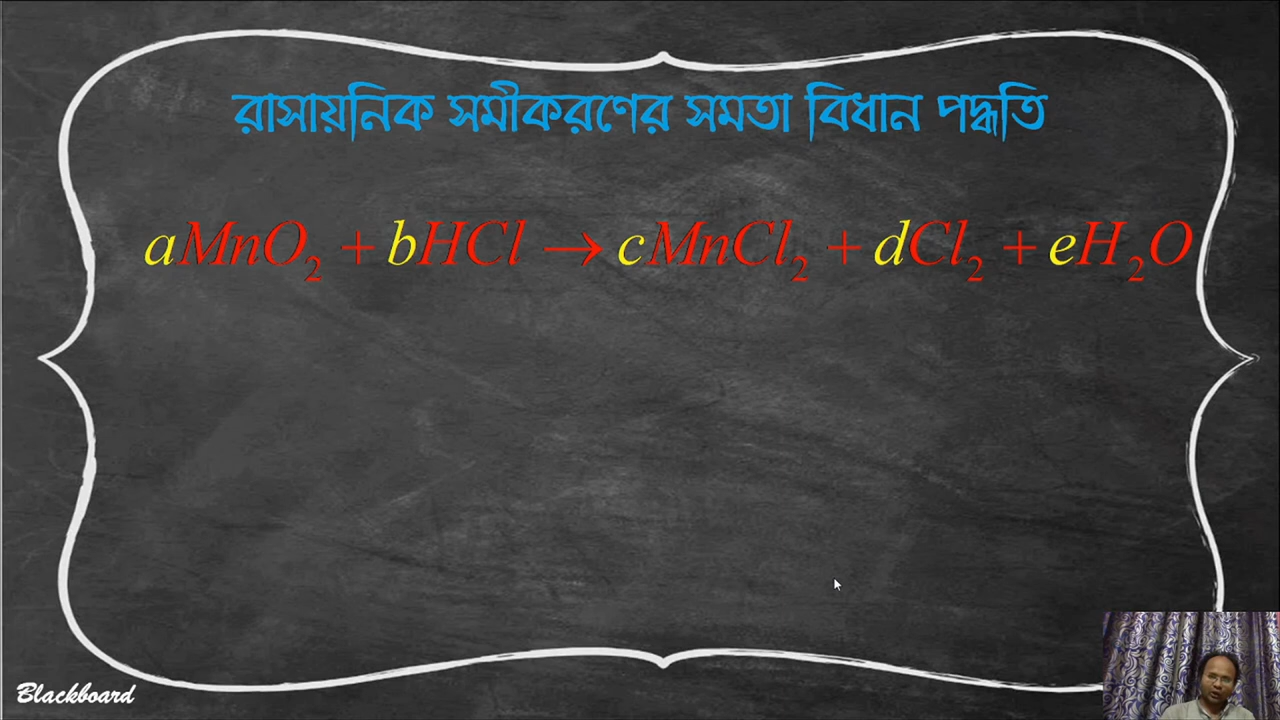 রাসায়নিক সমীকরণের সমতা বিধান পদ্ধতি
aMnO₂ + bHCl → cMnCl₂ + dCl₂ + eH₂O
Blackboard